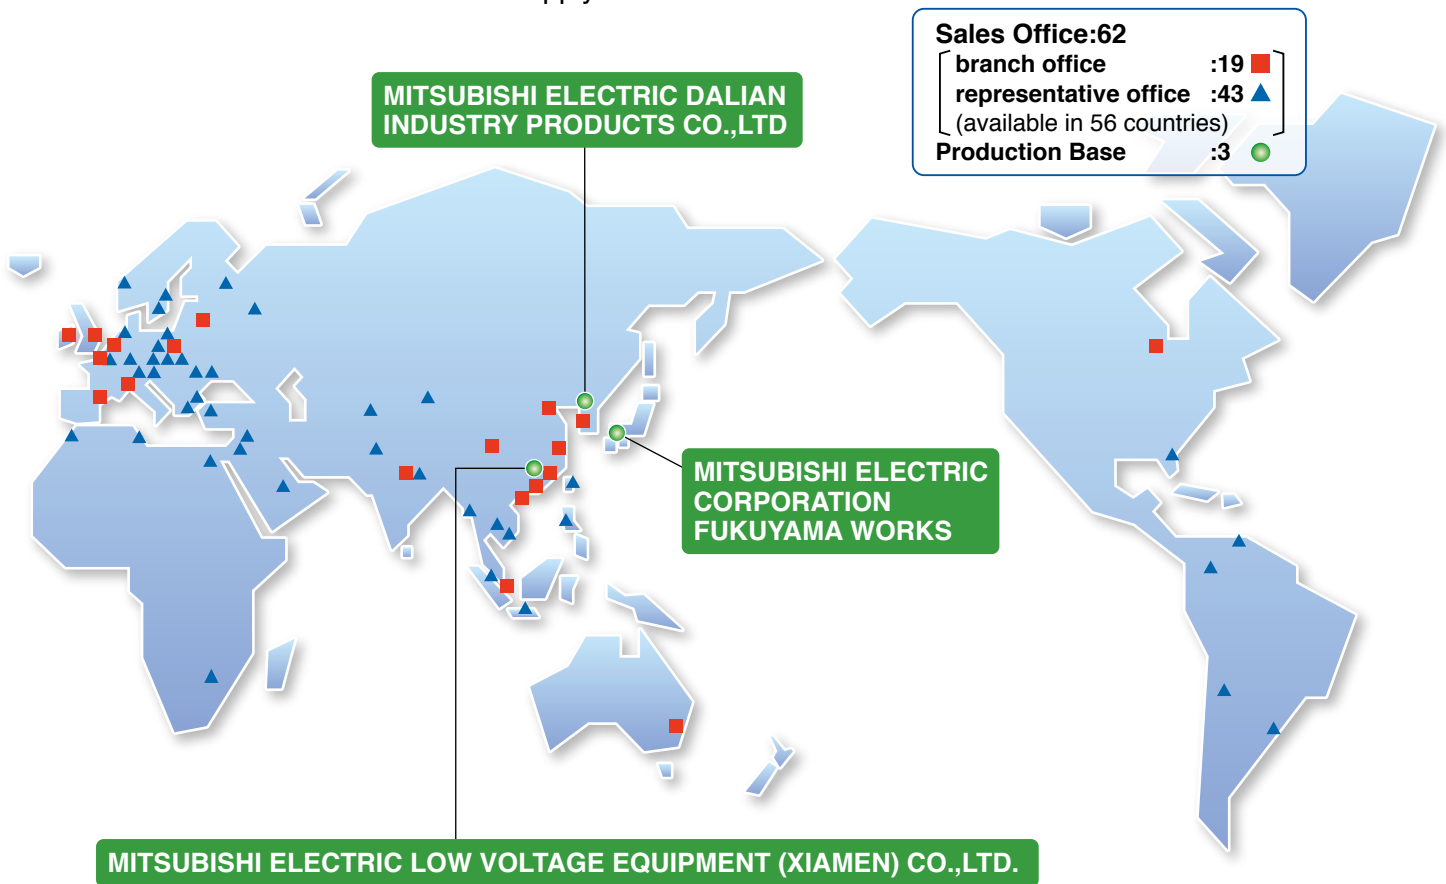 Sales Office:62
branch office :19
representative office :43
(available in 56 countries)
Production Base :3
MITSUBISHI ELECTRIC DALIAN
INDUSTRY PRODUCTS CO.,LTD
MITSUBISHI ELECTRIC
CORPORATION
FUKUYAMA WORKS
MITSUBISHI ELECTRIC LOW VOLTAGE EQUIPMENT (XIAMEN) CO.,LTD.